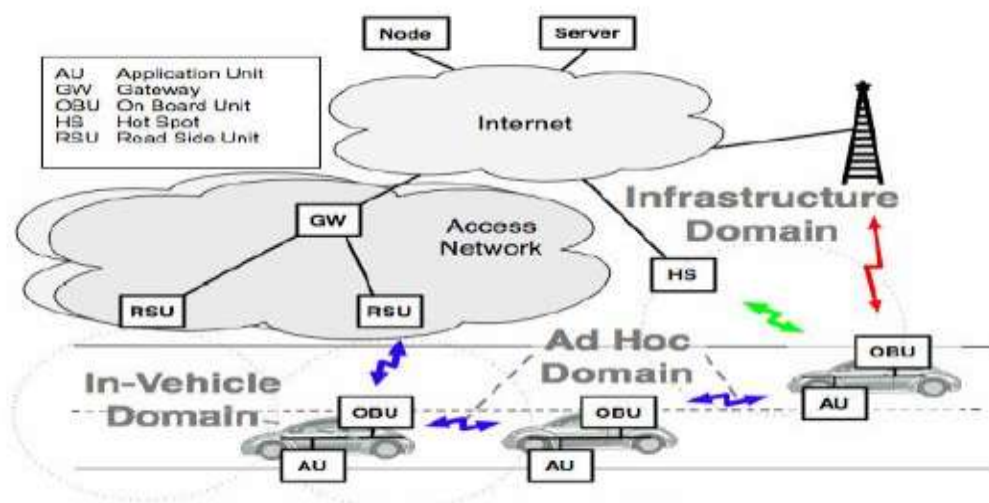 Node
Server
AU Application Unit
GW Gateway
OBU On Board Unit
HS Hot Spot
RSU Road Side Unit
Internet
Infrastructure
Domain
GW
Access
Network
HS
RSU
RSU
Ad Hoc
Domain
OBU
In-Vehicle
Domain
AU
OBU
OBU
AU
AU